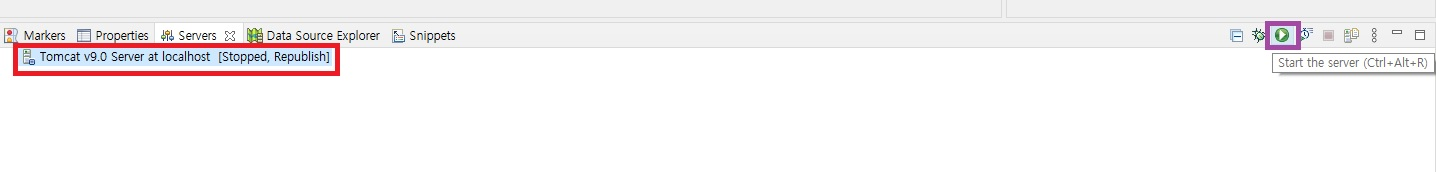 Markers Properties Servers Data Source Explorer Snippets
Tomcat v9.0 Server at localhost [Stopped, Republish]
Start the server (Ctrl+Alt+R)